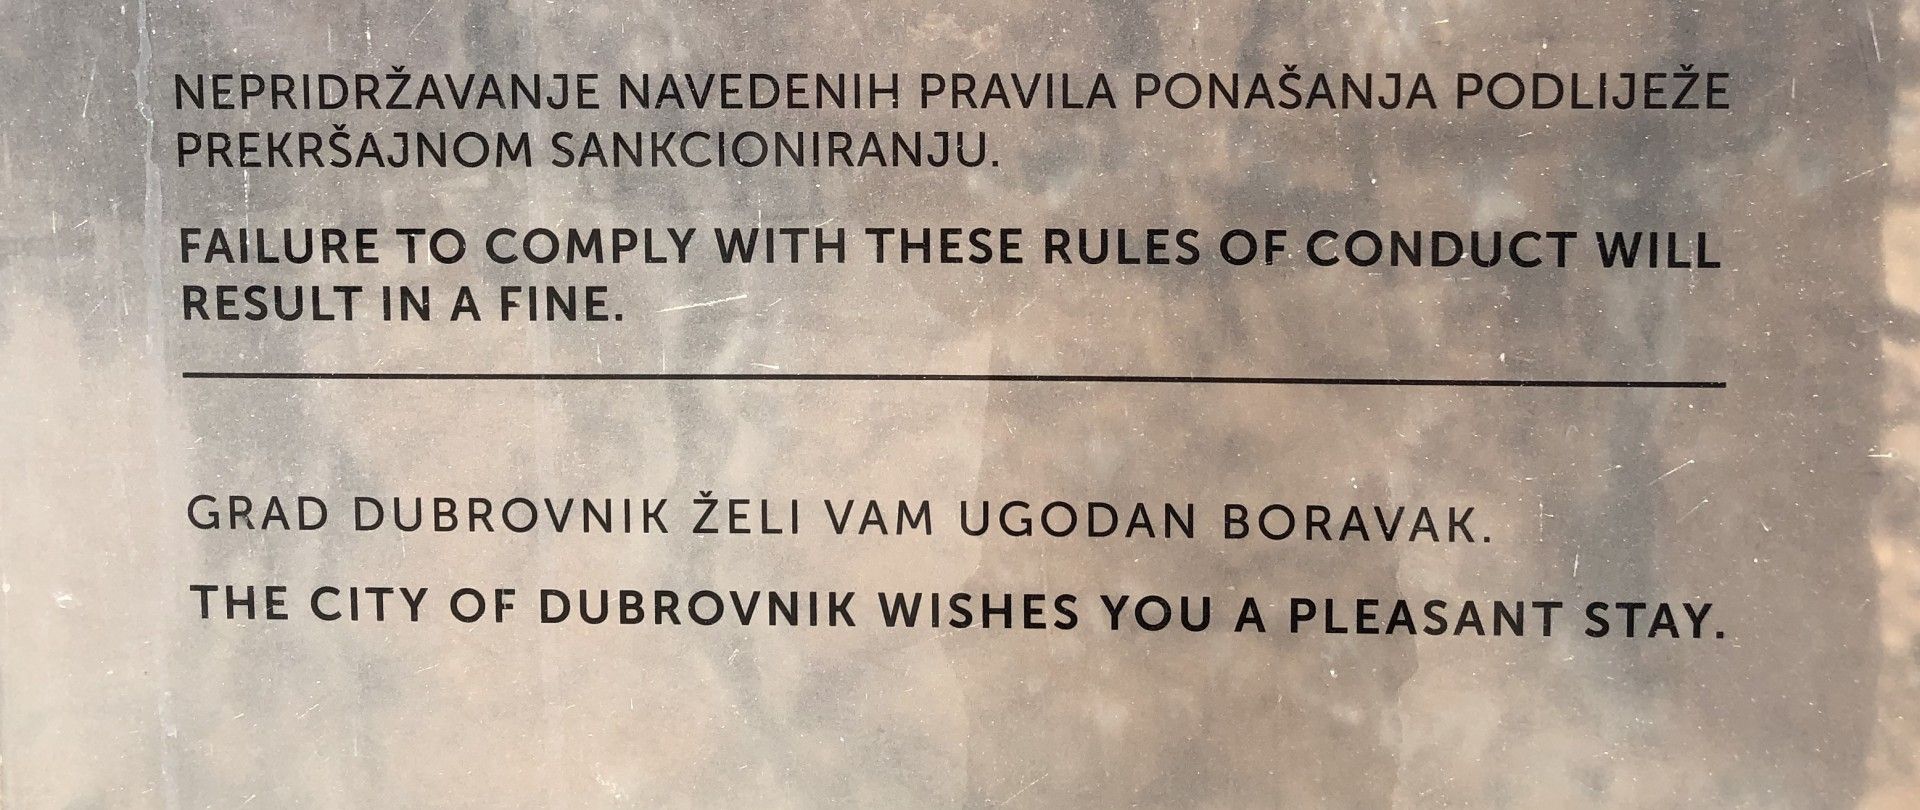 NEPRIDRŽAVANJE NAVEDENIH PRAVILA PONAŠANJA PODLIJEŽE
PREKRŠAJNOM SANKCIONIRANJU.
FAILURE TO COMPLY WITH THESE RULES OF CONDUCT WILL
RESULT IN A FINE.
GRAD DUBROVNIK ŽELI VAM UGODAN BORAVAK.
THE CITY OF DUBROVNIK WISHES YOU A PLEASANT STAY.